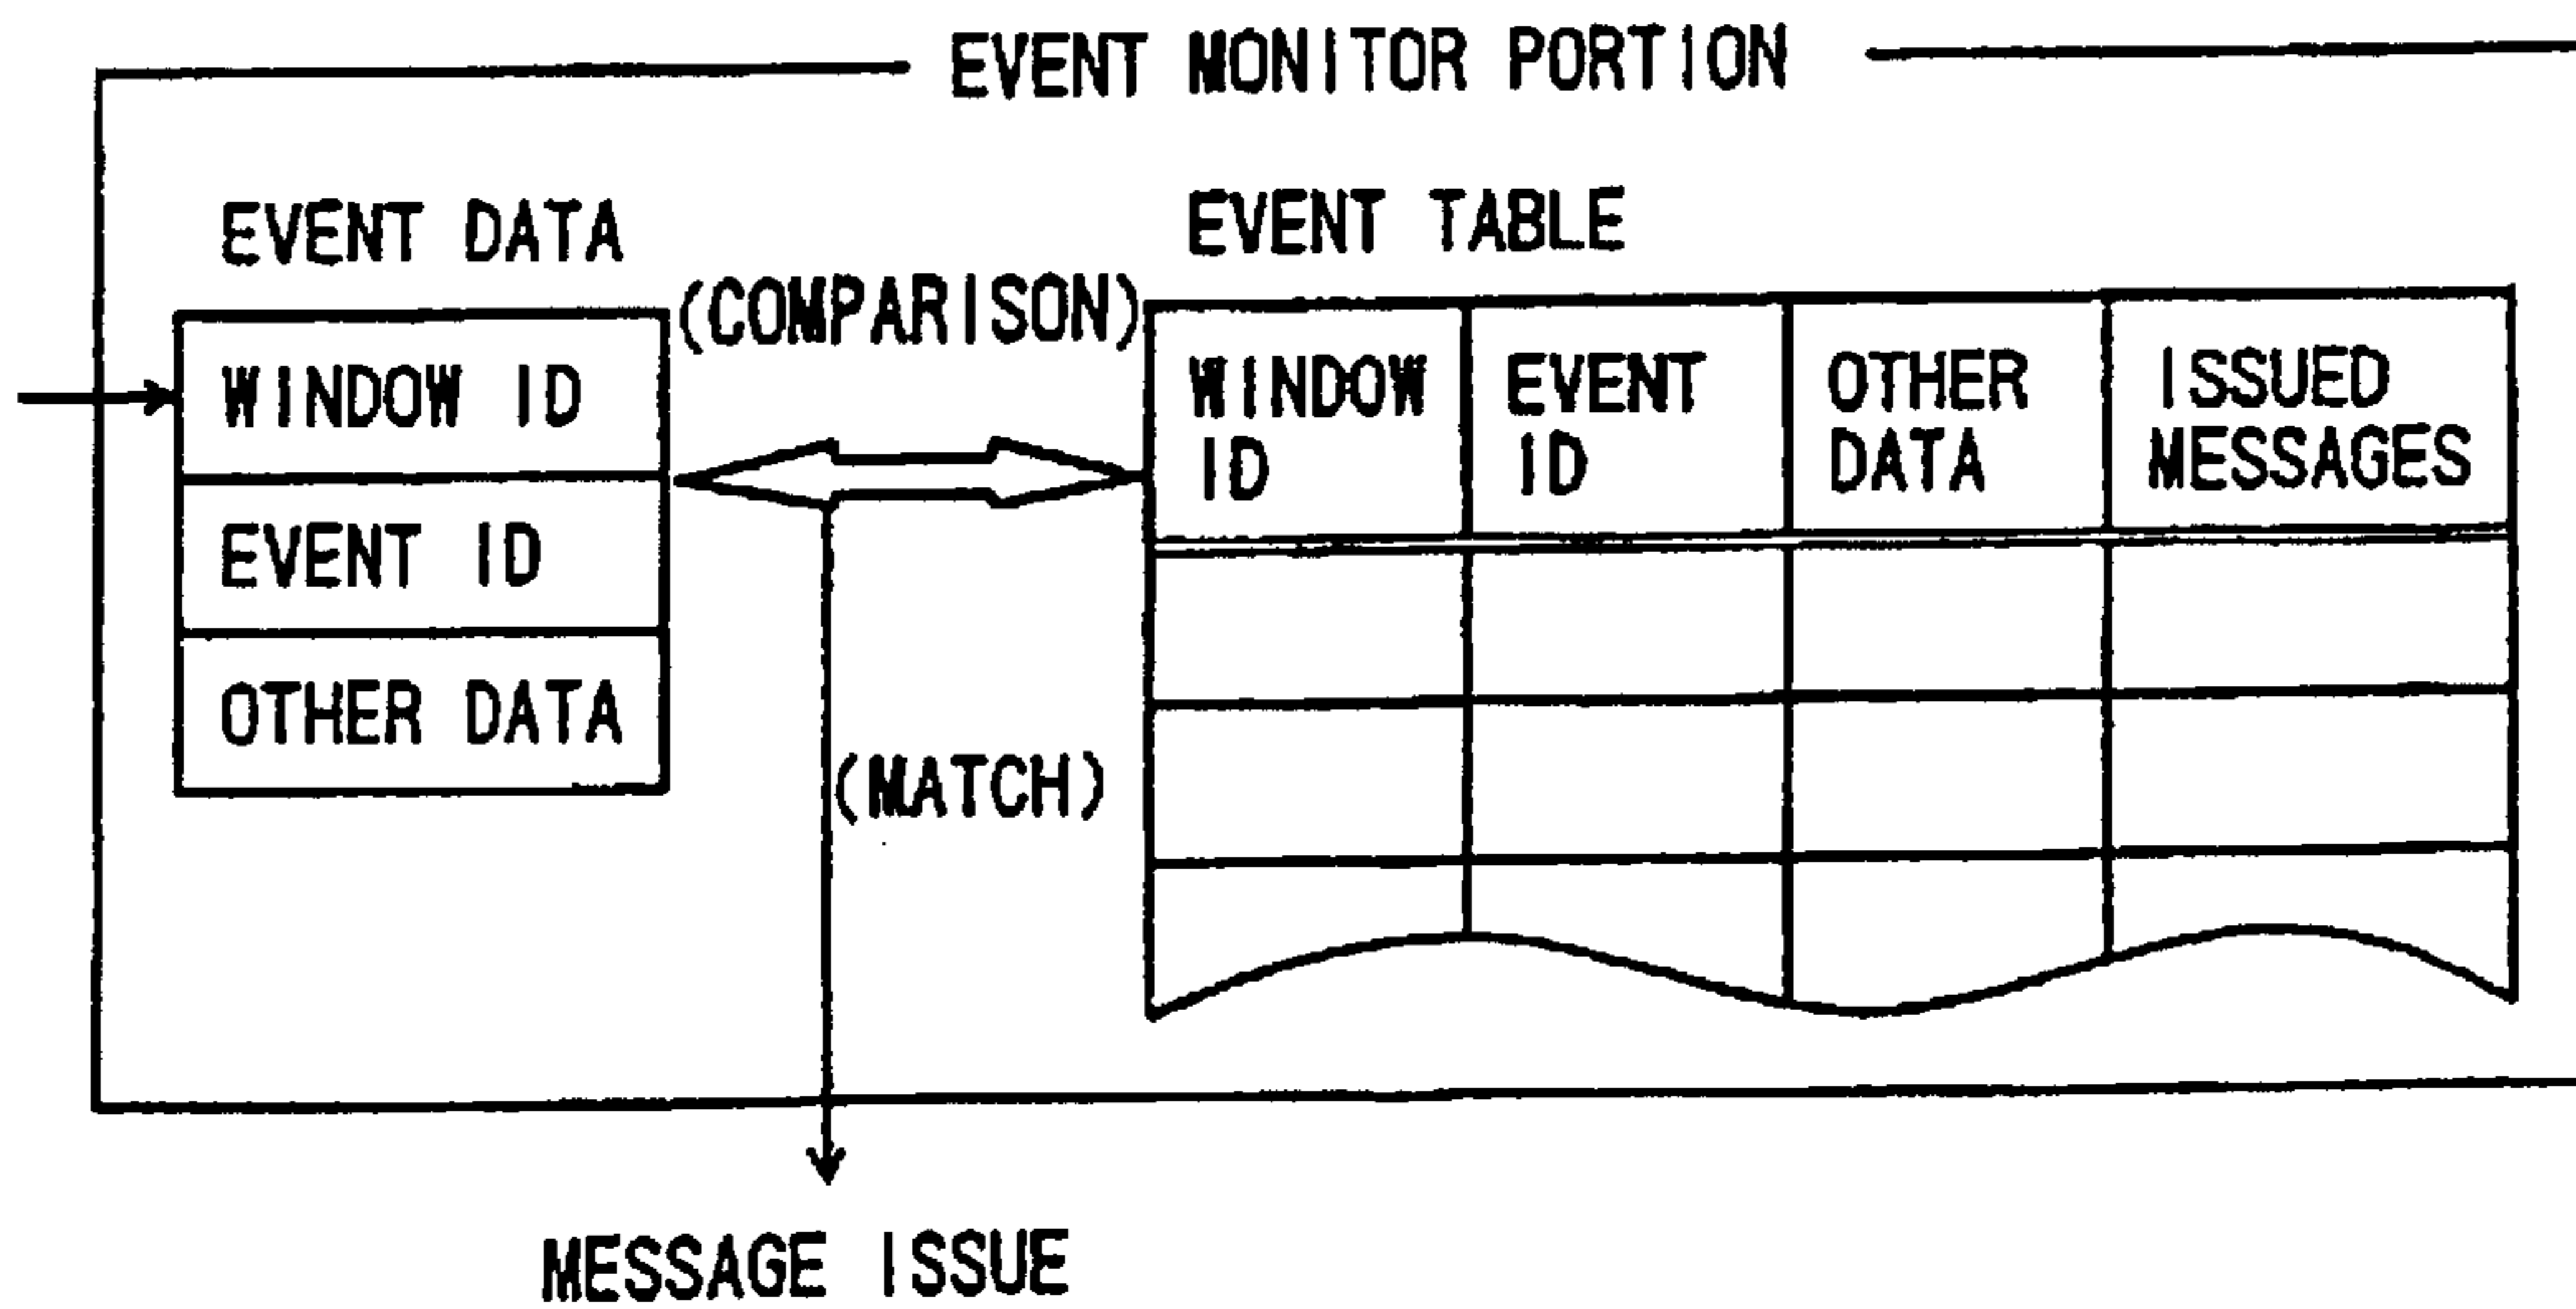 EVENT MONITOR PORTION
EVENT DATA
WINDOW ID
EVENT ID
OTHER DATA
(COMPARISON)
(MATCH)
EVENT TABLE
WINDOW
ID
EVENT
ID
OTHER
DATA
ISSUED
MESSAGES
MESSAGE ISSUE